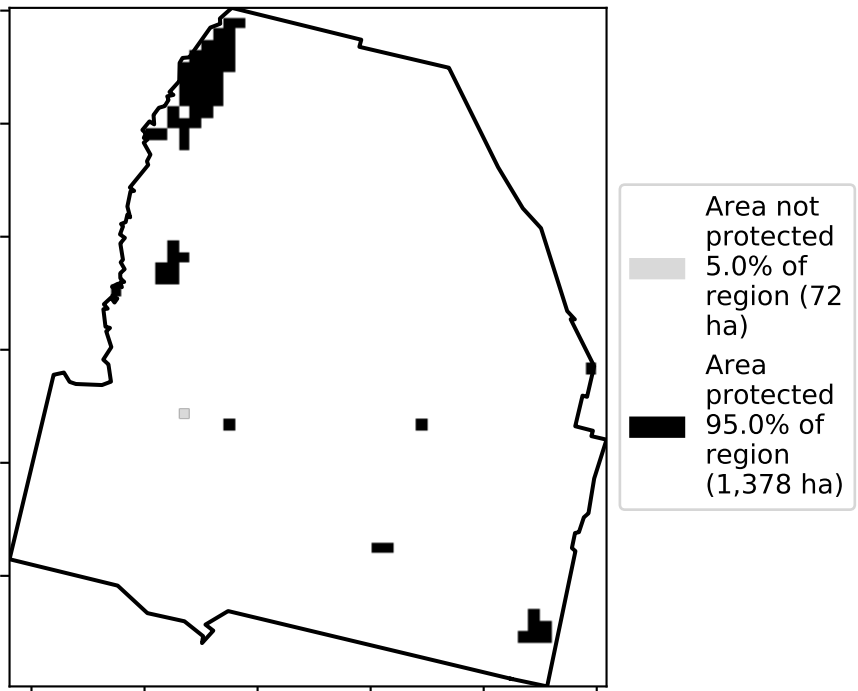 Area not
protected
5.0% of
region (72
ha)
Area
protected
95.0% of
region
(1,378 ha)